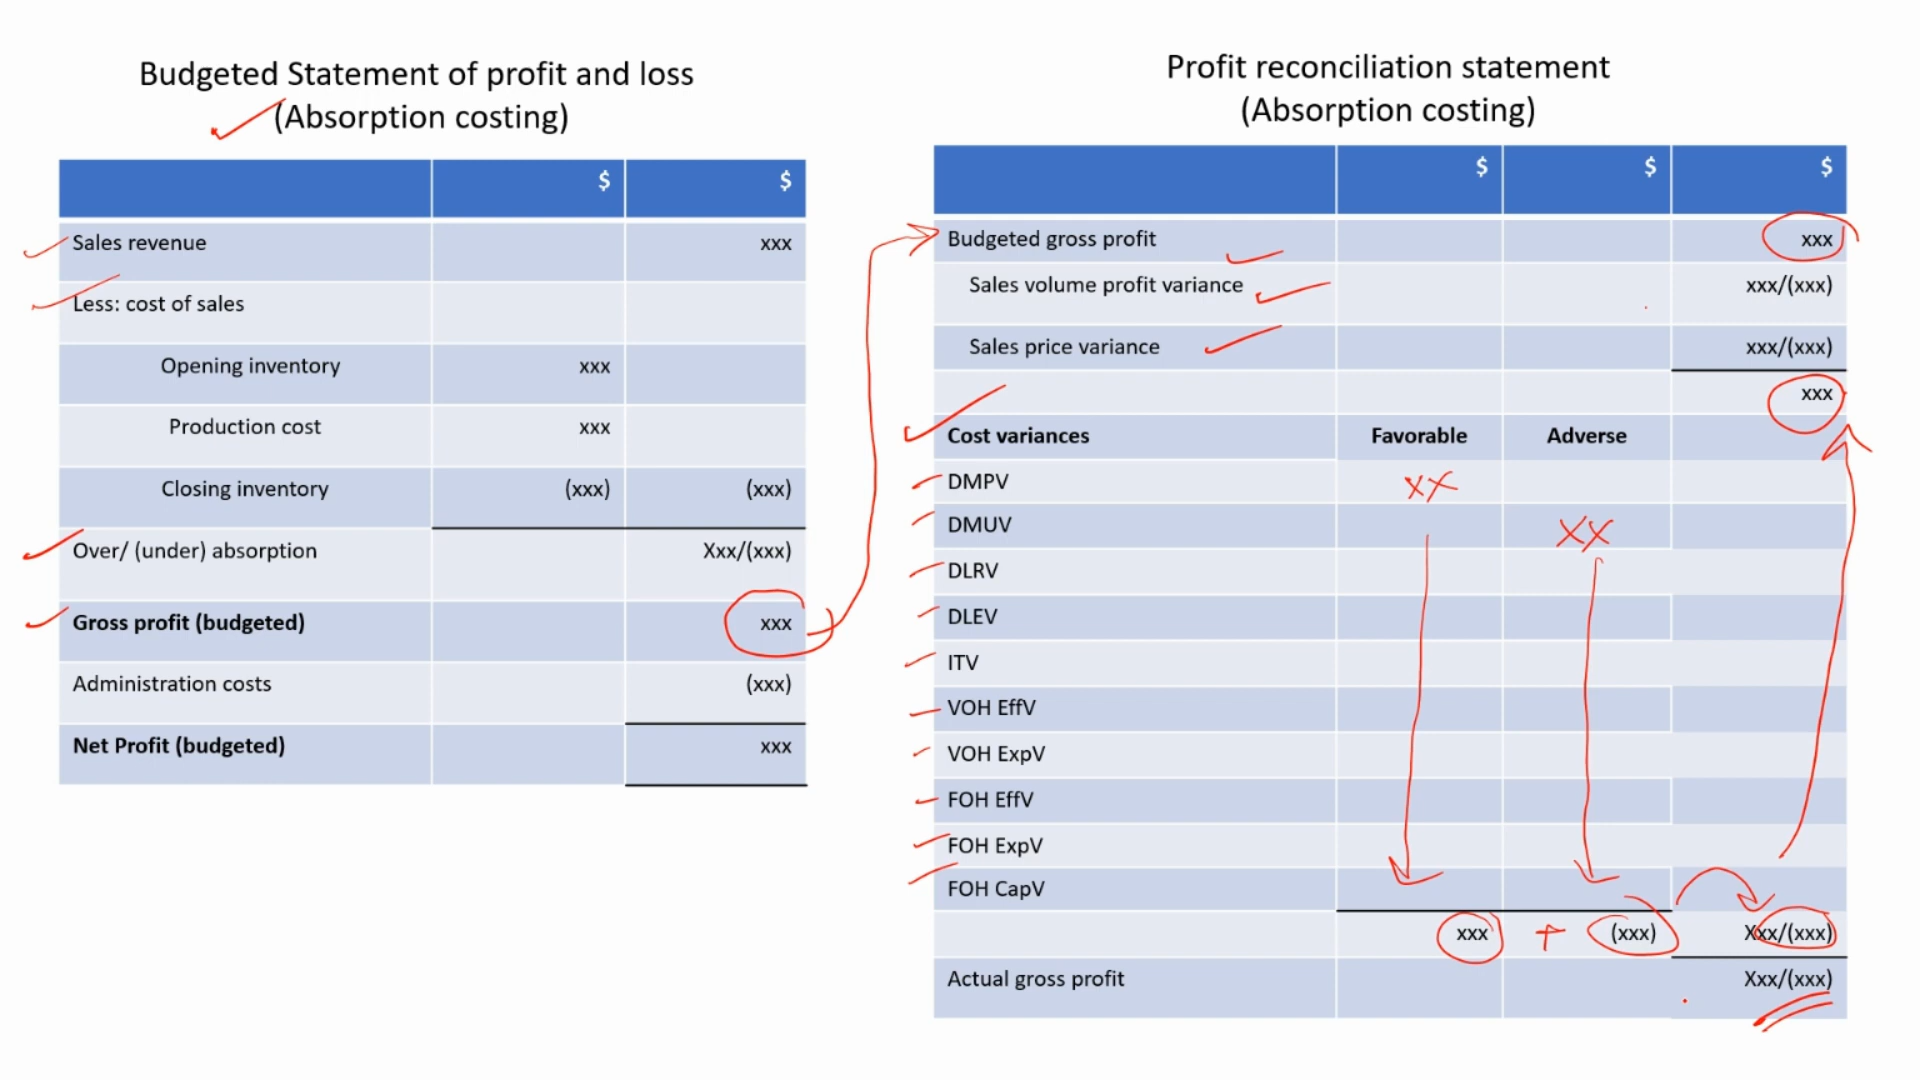 Budgeted Statement of profit and loss
(Absorption costing)
$ $
Sales revenue xxx
Less: cost of sales
Opening inventory xxx
Production cost xxx
Closing inventory (xxx) (xxx)
Over/ (under) absorption Xxx/(xxx)
Gross profit (budgeted) xxx
Administration costs (xxx)
Net Profit (budgeted) xxx
Profit reconciliation statement
(Absorption costing)
$ $ $
Budgeted gross profit xxx
Sales volume profit variance xxx/(xxx)
Sales price variance xxx/(xxx)
xxx
Cost variances Favorable Adverse
DMPV xx
DMUV xx
DLRV
DLEV
ITV
VOH EffV
VOH ExpV
FOH EffV
FOH ExpV
FOH CapV
xxx + (xxx) Xxx/(xxx)
Actual gross profit Xxx/(xxx)